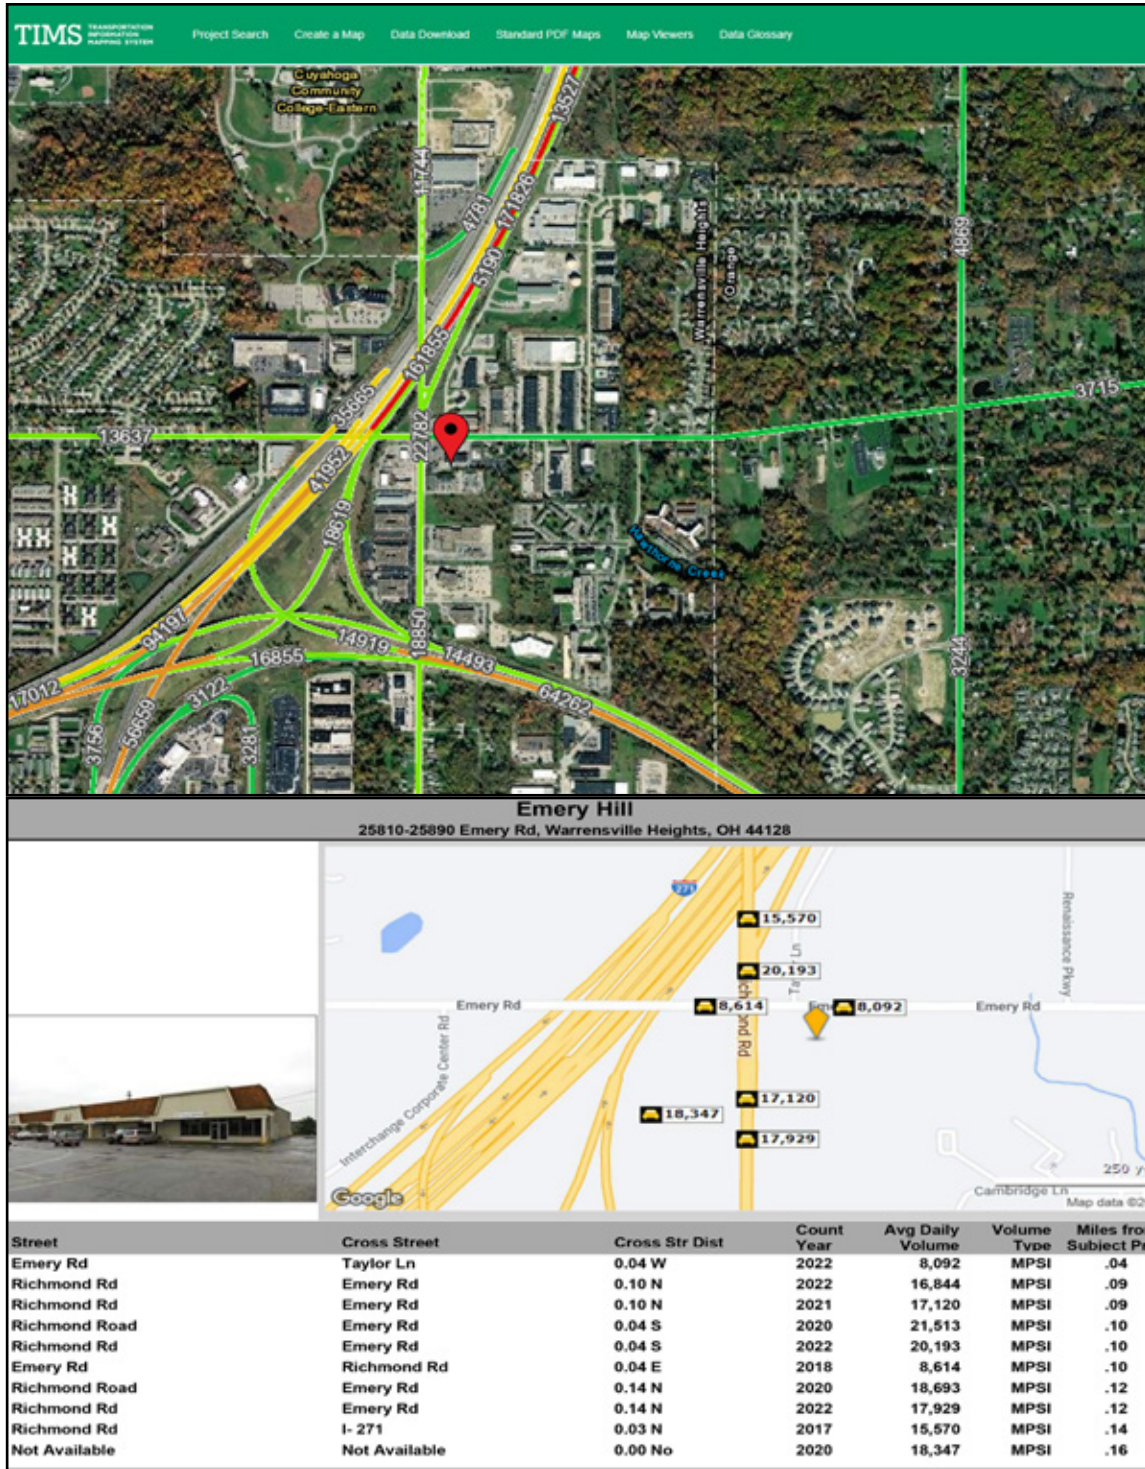 TIMS TRANSPORTATION INFORMATION MAPPING SYSTEM Project Search Create a Map Data Download Standard PDF Maps Map Viewers Data Glossary
Cuyahoga
Community
College-Eastern
13527
11744
4781
171826
5190
Warrensville Heights
Orange
4869
161855
35665
22782
3715
13637
41952
18619
Hawthorne Creek
94197
14919
18850
14493
16855
17012
3122
64262
3244
3756
56659
3281
Emery Hill
25810-25890 Emery Rd, Warrensville Heights, OH 44128
271
15,570
Renaissance Pkwy
20,193
Emery Rd
8,614
8,092
Emery Rd
Interchange Corporate Center Rd
17,120
18,347
17,929
250 y
Google
Cambridge Ln
Map data ©2
Street Cross Street Cross Str Dist Count Year Avg Daily Volume Volume Type Miles fro Subject Pr
Emery Rd Taylor Ln 0.04 W 2022 8,092 MPSI .04
Richmond Rd Emery Rd 0.10 N 2022 16,844 MPSI .09
Richmond Rd Emery Rd 0.10 N 2021 17,120 MPSI .09
Richmond Road Emery Rd 0.04 S 2020 21,513 MPSI .10
Richmond Rd Emery Rd 0.04 S 2022 20,193 MPSI .10
Emery Rd Richmond Rd 0.04 E 2018 8,614 MPSI .10
Richmond Road Emery Rd 0.14 N 2020 18,693 MPSI .12
Richmond Rd Emery Rd 0.14 N 2022 17,929 MPSI .12
Richmond Rd I- 271 0.03 N 2017 15,570 MPSI .14
Not Available Not Available 0.00 No 2020 18,347 MPSI .16